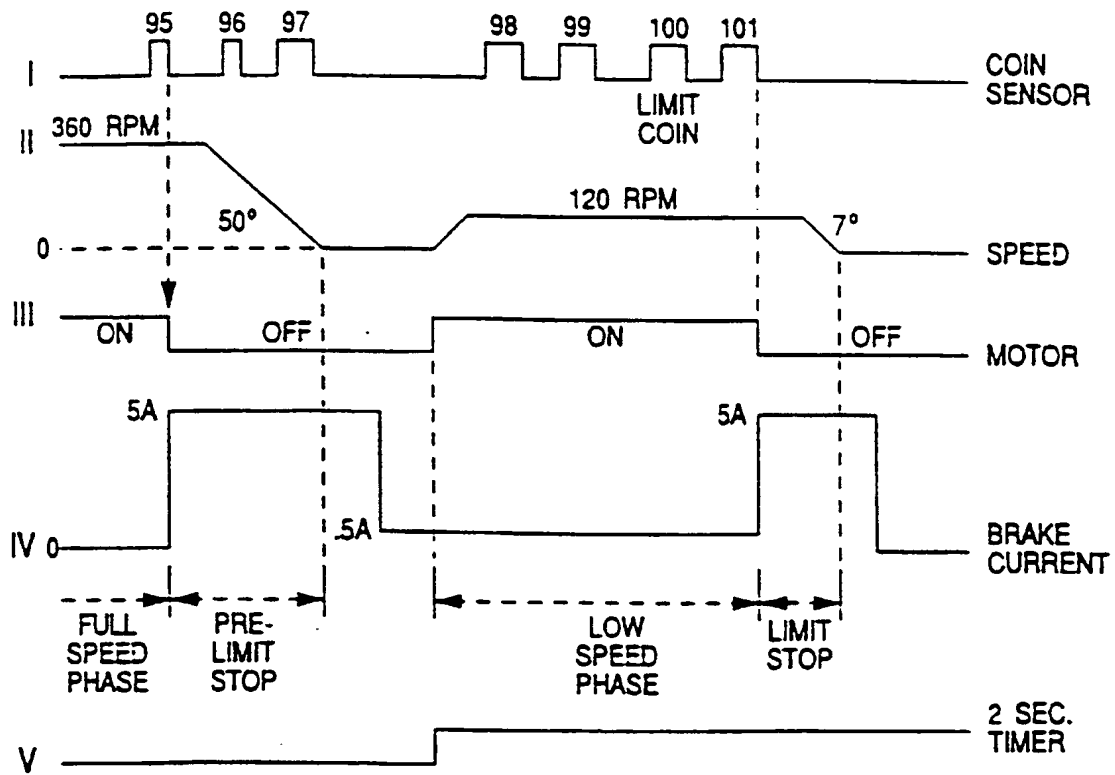 95 96 97 98 99 100 101
I
LIMIT
COIN
COIN
SENSOR
II 360 RPM
50°
120 RPM
7°
0
SPEED
III
ON OFF ON OFF
MOTOR
5A 5A
.5A
IV 0
BRAKE
CURRENT
FULL
SPEED
PHASE
PRE-
LIMIT
STOP
LOW
SPEED
PHASE
LIMIT
STOP
V
2 SEC.
TIMER